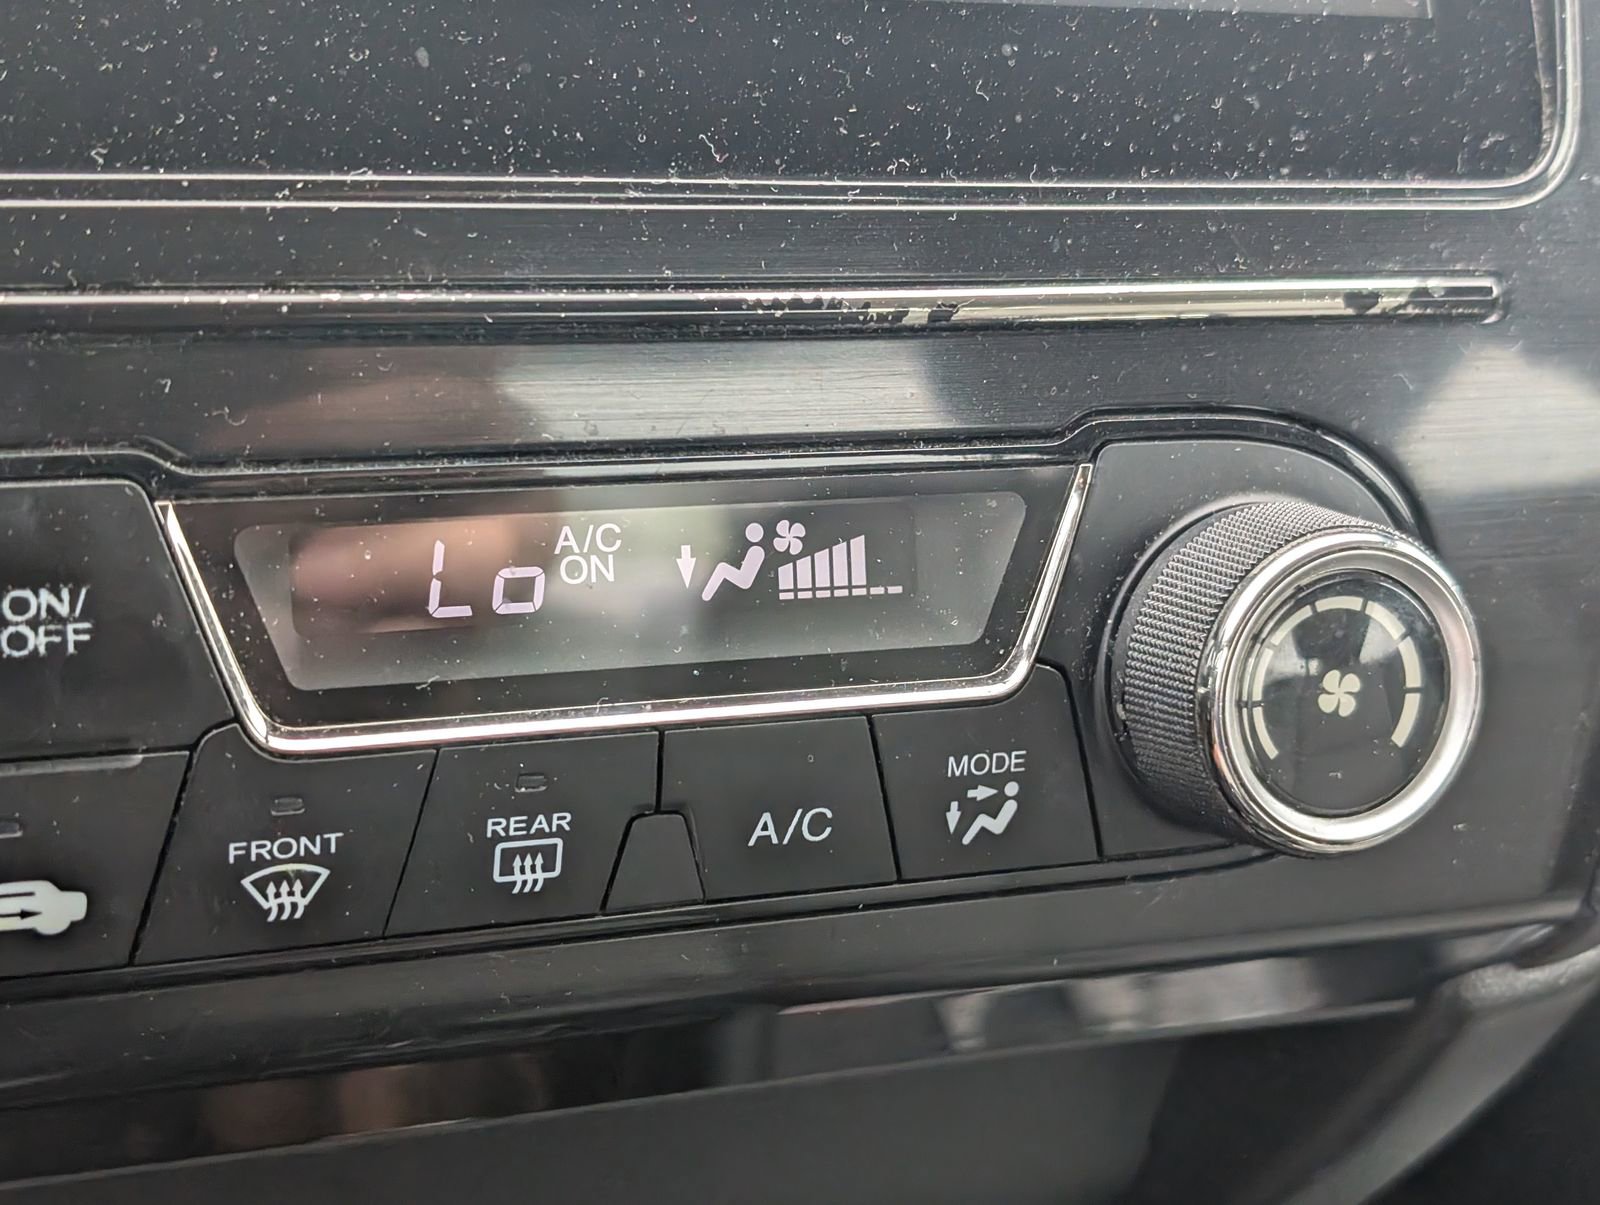 Lo
A/C
ON
ON/
OFF
FRONT
REAR
A/C
MODE